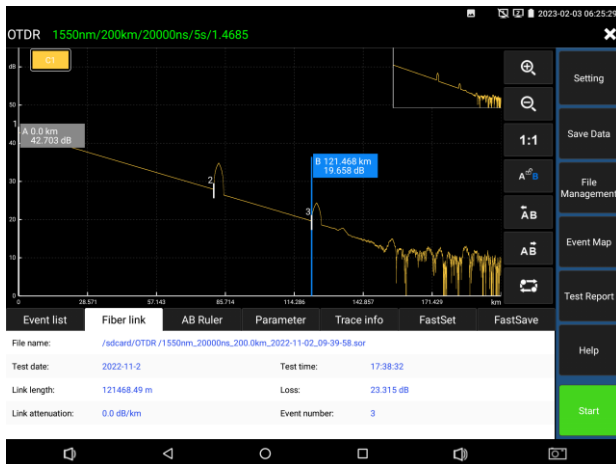 2023-02-03 06:25:29
OTDR 1550nm/200km/20000ns/5s/1.4685
C1
dB
50
40
30
20
10
0
1
A 0.0 km
42.703 dB
2
B 121.468 km
19.658 dB
3
0 28.571 57.143 85.714 114.286 142.857 171.429 km
1:1
A B
AB
AB
Setting
Save Data
File
Management
Event Map
Test Report
Help
Start
Event list Fiber link AB Ruler Parameter Trace info FastSet FastSave
File name: /sdcard/OTDR /1550nm_20000ns_200.0km_2022-11-02_09-39-58.sor
Test date: 2022-11-2 Test time: 17:38:32
Link length: 121468.49 m Loss: 23.315 dB
Link attenuation: 0.0 dB/km Event number: 3